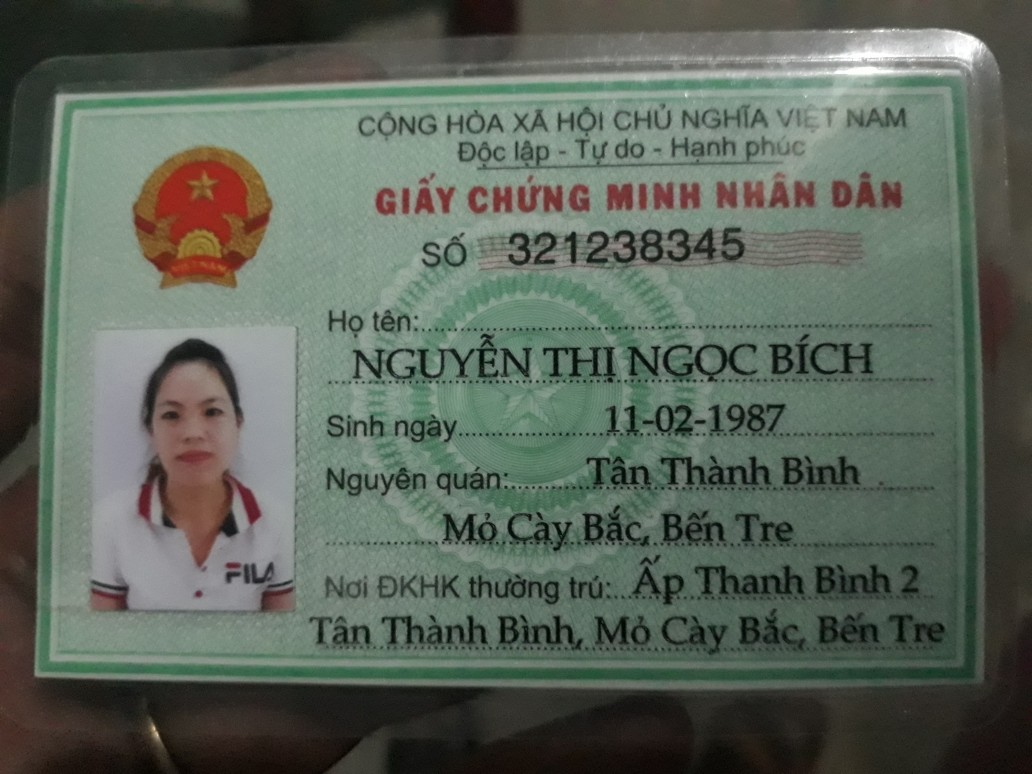 CỘNG HÒA XÃ HỘI CHỦ NGHĨA VIỆT NAM
Độc lập - Tự do - Hạnh phúc
GIẤY CHỨNG MINH NHÂN DÂN
SỐ 321238345
VIỆT NAM
Họ tên:
NGUYỄN THỊ NGỌC BÍCH
Sinh ngày 11-02-1987
Nguyên quán: Tân Thành Bình
Mỏ Cày Bắc, Bến Tre
Nơi ĐKHK thường trú: Ấp Thanh Bình 2
Tân Thành Bình, Mỏ Cày Bắc, Bến Tre
FILA